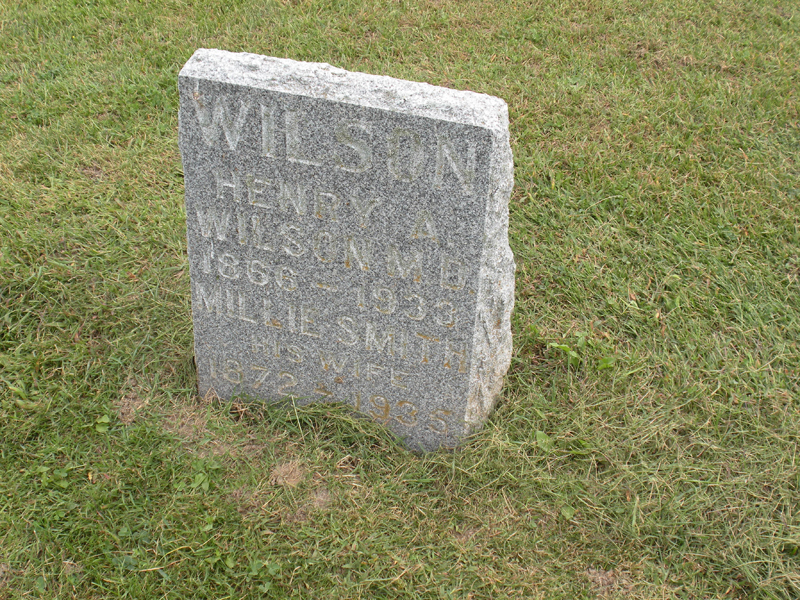 WILSON
HENRY A
WILSON M.D.
1866 - 1933
MILLIE SMITH
HIS WIFE
1872 - 1935